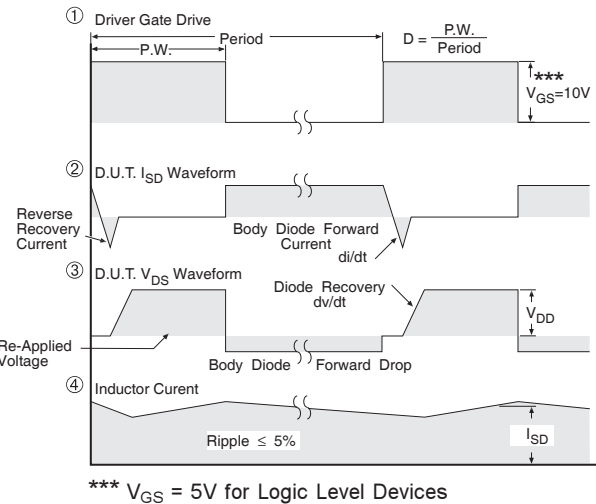 ① Driver Gate Drive
P.W.
Period
D = P.W. / Period
***
VGS=10V
② D.U.T. ISD Waveform
Reverse
Recovery
Current
Body Diode Forward
Current
di/dt
③ D.U.T. VDS Waveform
Diode Recovery
dv/dt
VDD
Re-Applied
Voltage
Body Diode
Forward Drop
④ Inductor Curent
Ripple ≤ 5%
ISD
*** VGS = 5V for Logic Level Devices